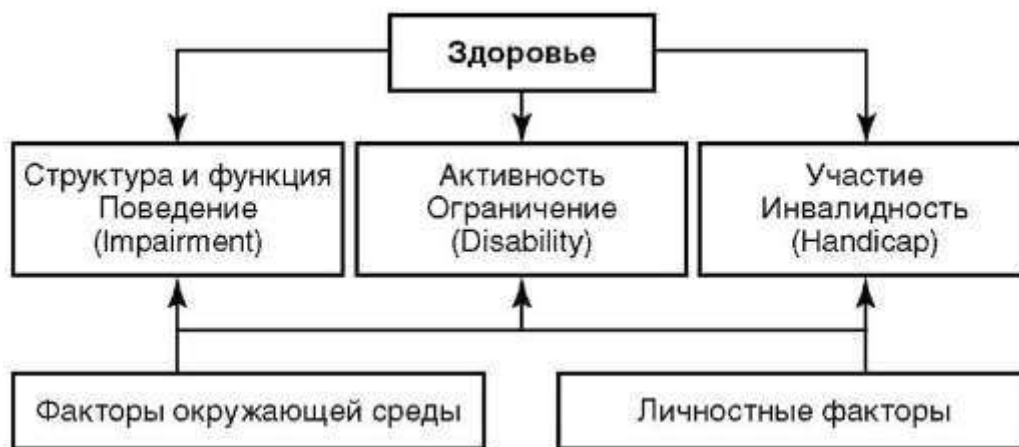 Здоровье
Структура и функция
Поведение
(Impairment)
Активность
Ограничение
(Disability)
Участие
Инвалидность
(Handicap)
Факторы окружающей среды
Личностные факторы